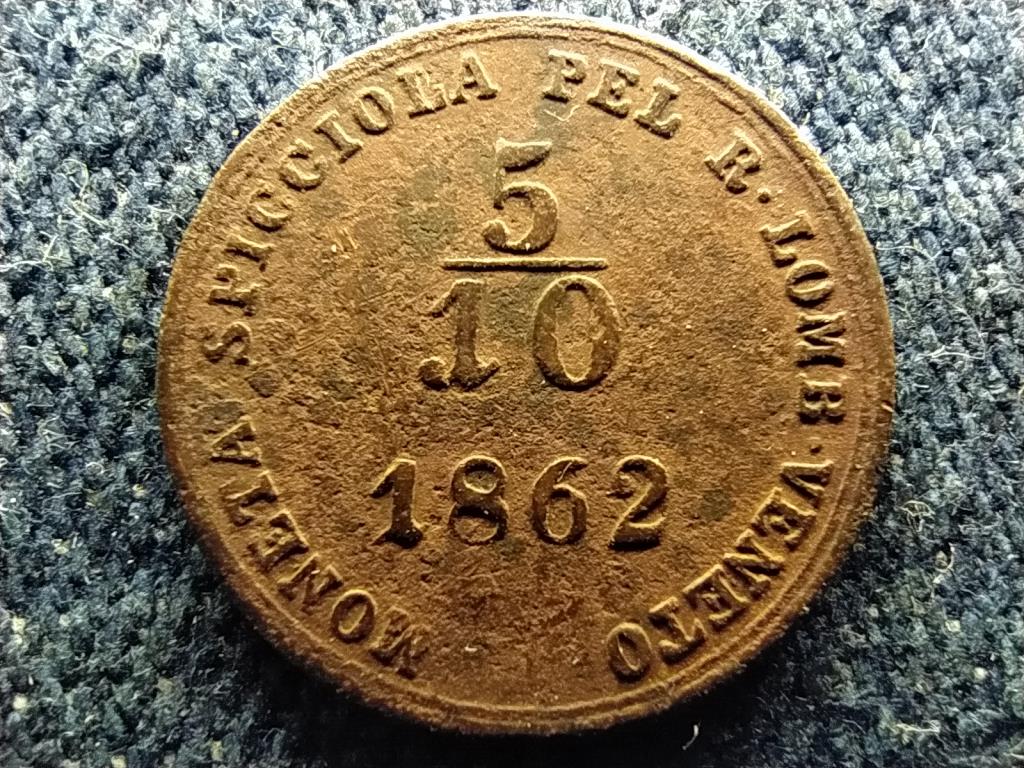 MONETA SPICCIOLA PEL R. LOMB. VENETO
5
10
1862